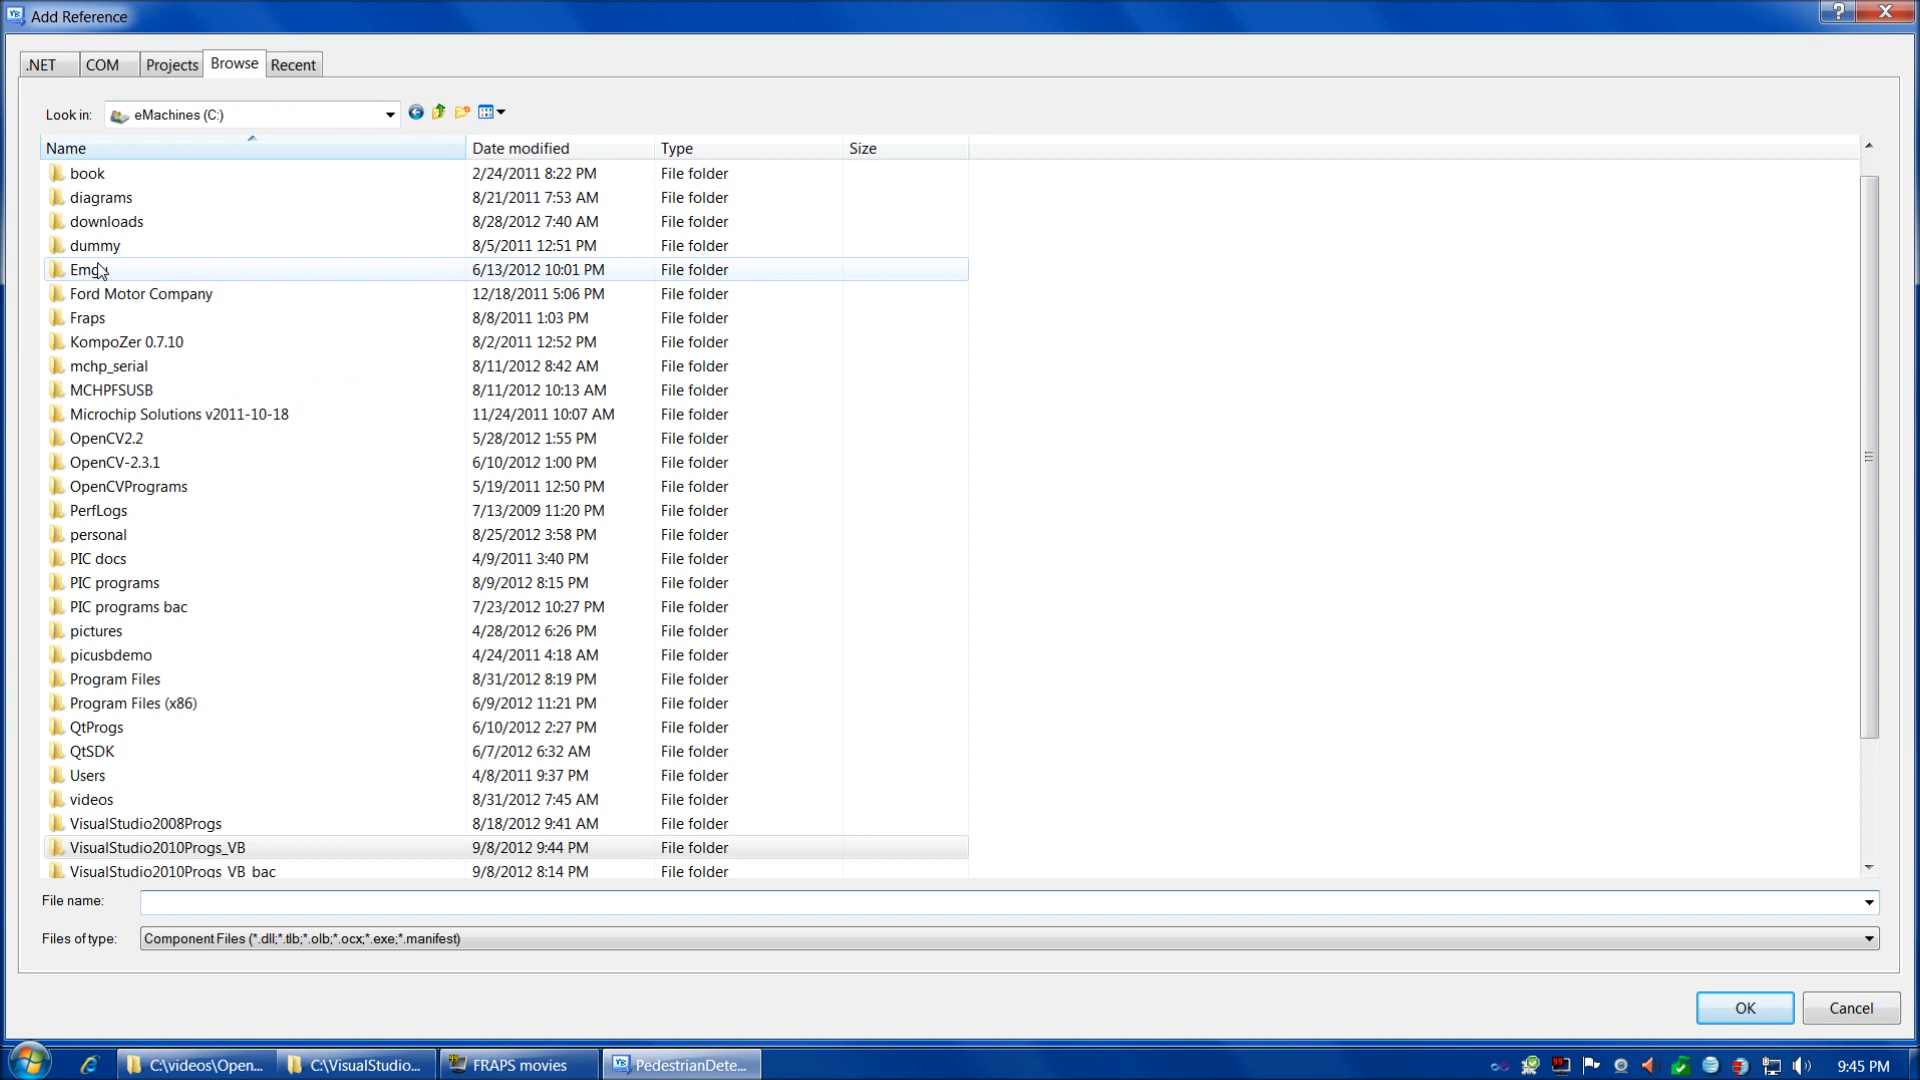 Add Reference
.NET COM Projects Browse Recent
Look in: eMachines (C:)
Name Date modified Type Size
book 2/24/2011 8:22 PM File folder
diagrams 8/21/2011 7:53 AM File folder
downloads 8/28/2012 7:40 AM File folder
dummy 8/5/2011 12:51 PM File folder
6/13/2012 10:01 PM File folder
Ford Motor Company 12/18/2011 5:06 PM File folder
Fraps 8/8/2011 1:03 PM File folder
KompoZer 0.7.10 8/2/2011 12:52 PM File folder
mchp_serial 8/11/2012 8:42 AM File folder
MCHPFSUSB 8/11/2012 10:13 AM File folder
Microchip Solutions v2011-10-18 11/24/2011 10:07 AM File folder
OpenCV2.2 5/28/2012 1:55 PM File folder
OpenCV-2.3.1 6/10/2012 1:00 PM File folder
OpenCVPrograms 5/19/2011 12:50 PM File folder
PerfLogs 7/13/2009 11:20 PM File folder
personal 8/25/2012 3:58 PM File folder
PIC docs 4/9/2011 3:40 PM File folder
PIC programs 8/9/2012 8:15 PM File folder
PIC programs bac 7/23/2012 10:27 PM File folder
pictures 4/28/2012 6:26 PM File folder
picusbdemo 4/24/2011 4:18 AM File folder
Program Files 8/31/2012 8:19 PM File folder
Program Files (x86) 6/9/2012 11:21 PM File folder
QtProgs 6/10/2012 2:27 PM File folder
QtSDK 6/7/2012 6:32 AM File folder
Users 4/8/2011 9:37 PM File folder
videos 8/31/2012 7:45 AM File folder
VisualStudio2008Progs 8/18/2012 9:41 AM File folder
VisualStudio2010Progs_VB 9/8/2012 9:44 PM File folder
VisualStudio2010Progs_VB_bac 9/8/2012 8:14 PM File folder
File name:
Files of type: Component Files (*.dll;*.tlb;*.olb;*.ocx;*.exe;*.manifest)
OK Cancel
C:\videos\Open... C:\VisualStudio... FRAPS movies PedestrianDete... 9:45 PM